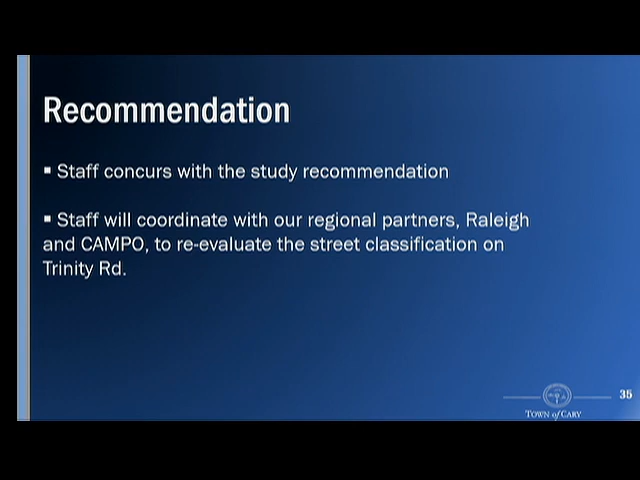 Recommendation
▪ Staff concurs with the study recommendation
▪ Staff will coordinate with our regional partners, Raleigh
and CAMPO, to re-evaluate the street classification on
Trinity Rd.
35
TOWN of CARY